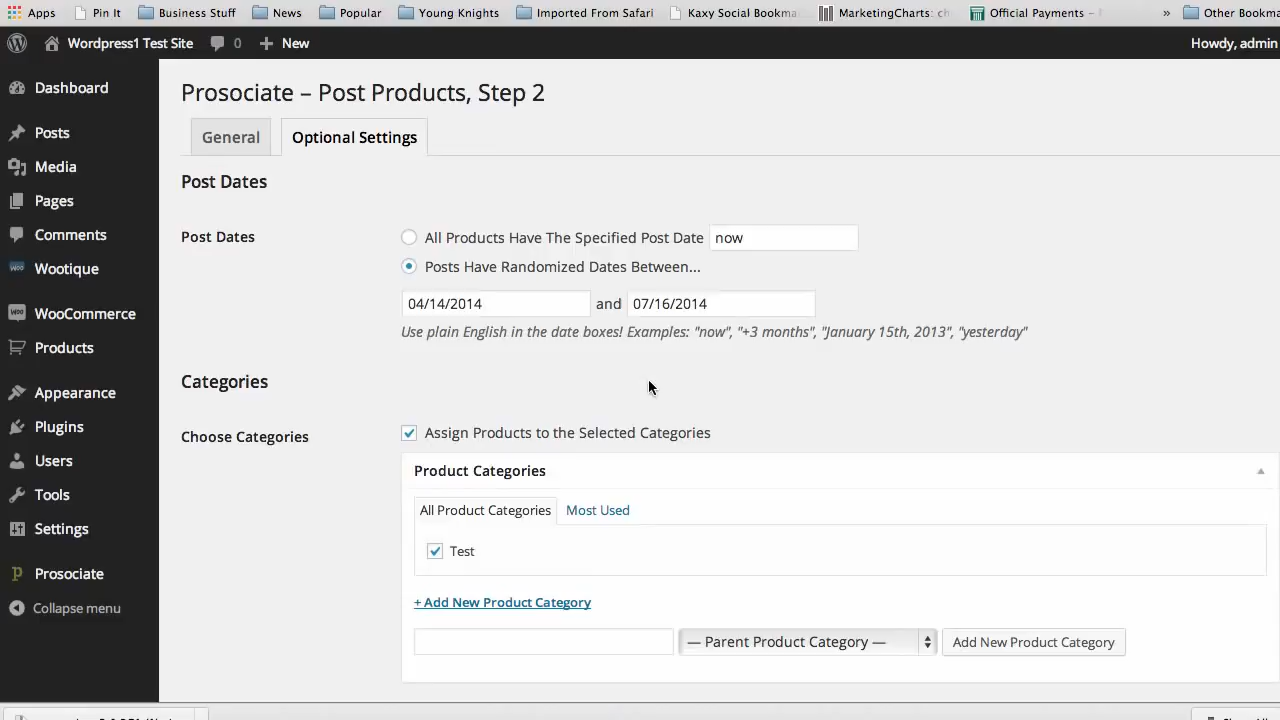 Apps Pin It Business Stuff News Popular Young Knights Imported From Safari Kaxy Social Bookma MarketingCharts: ch Official Payments – » Other Bookma
Wordpress1 Test Site 0 + New Howdy, admin
Dashboard
Posts
Media
Pages
Comments
Wootique
WooCommerce
Products
Appearance
Plugins
Users
Tools
Settings
Prosociate
Collapse menu
Prosociate – Post Products, Step 2
General Optional Settings
Post Dates
Post Dates
All Products Have The Specified Post Date now
Posts Have Randomized Dates Between...
04/14/2014 and 07/16/2014
Use plain English in the date boxes! Examples: "now", "+3 months", "January 15th, 2013", "yesterday"
Categories
Choose Categories
Assign Products to the Selected Categories
Product Categories
All Product Categories Most Used
Test
+ Add New Product Category
— Parent Product Category — Add New Product Category